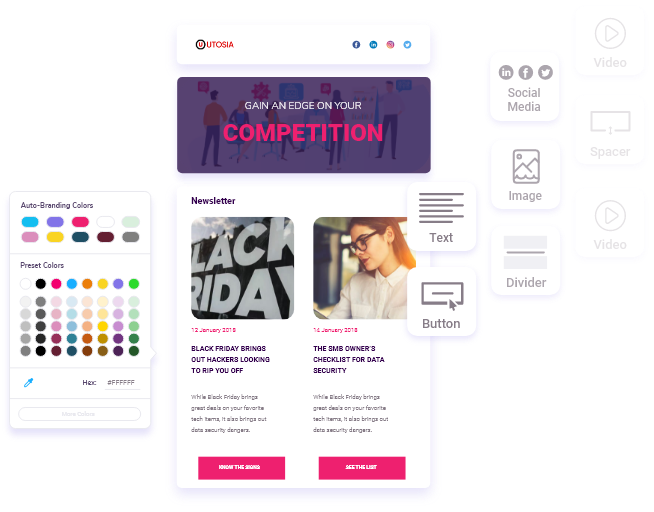 UTOSIA
GAIN AN EDGE ON YOUR
COMPETITION
Newsletter
BLACK
FRIDAY
12 January 2018
BLACK FRIDAY BRINGS
OUT HACKERS LOOKING
TO RIP YOU OFF
While Black Friday brings
great deals on your favorite
tech items, it also brings out
data security dangers.
KNOW THE SIGNS
14 January 2018
THE SMB OWNER'S
CHECKLIST FOR DATA
SECURITY
While Black Friday brings
great deals on your favorite
tech items, it also brings out
data security dangers.
SEE THE LIST
Auto-Branding Colors
Preset Colors
Hex: #FFFFFF
More Colors
Text
Button
Social
Media
Image
Divider
Video
Spacer
Video